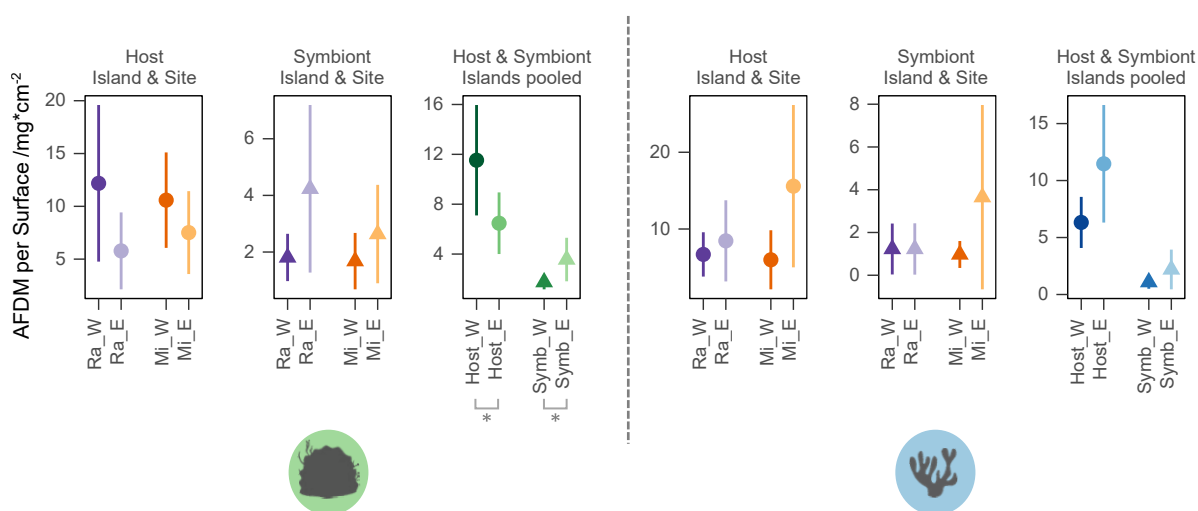 AFDM per Surface /mg*cm-2
Host
Island & Site
20
15
10
5
Ra_W
Ra_E
Mi_W
Mi_E
Symbiont
Island & Site
6
4
2
Ra_W
Ra_E
Mi_W
Mi_E
Host & Symbiont
Islands pooled
16
12
8
4
Host_W
Host_E
Symb_W
Symb_E
*
*
Host
Island & Site
20
10
Ra_W
Ra_E
Mi_W
Mi_E
Symbiont
Island & Site
8
6
4
2
0
Ra_W
Ra_E
Mi_W
Mi_E
Host & Symbiont
Islands pooled
15
10
5
0
Host_W
Host_E
Symb_W
Symb_E